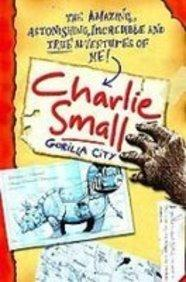 THE AMAZING,
ASTONISHING, INCREDIBLE AND
TRUE ADVENTURES OF
ME!
Charlie
Small
GORILLA CITY